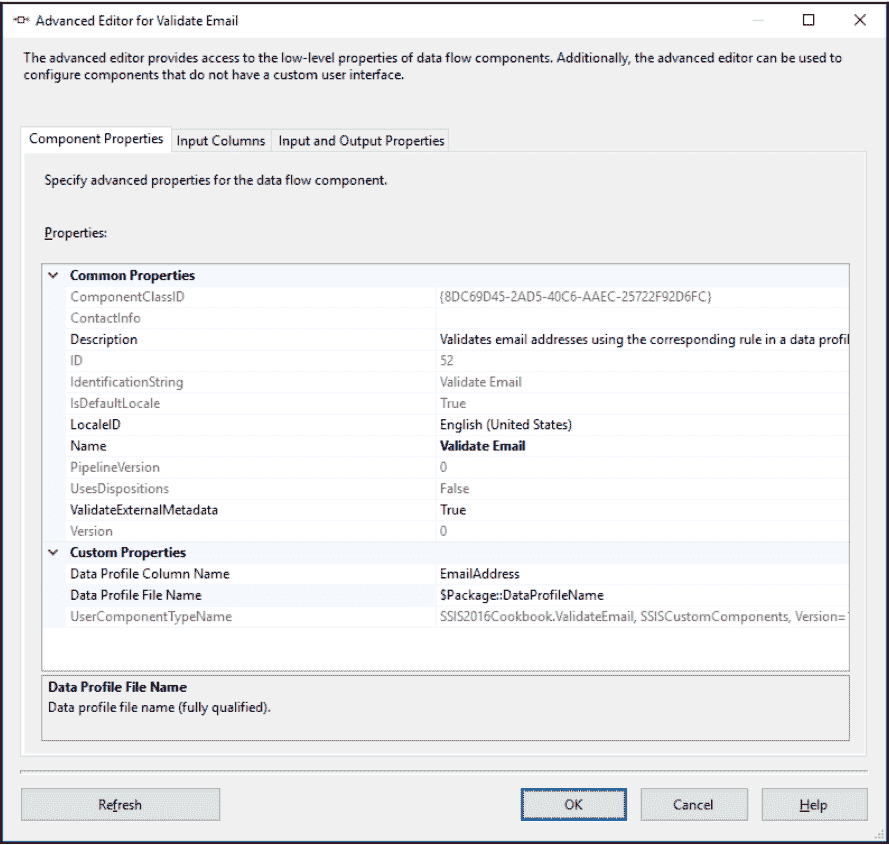 Advanced Editor for Validate Email
The advanced editor provides access to the low-level properties of data flow components. Additionally, the advanced editor can be used to
configure components that do not have a custom user interface.
Component Properties Input Columns Input and Output Properties
Specify advanced properties for the data flow component.
Properties:
Common Properties
ComponentClassID {8DC69D45-2AD5-40C6-AAEC-25722F92D6FC}
ContactInfo
Description Validates email addresses using the corresponding rule in a data profil
ID 52
IdentificationString Validate Email
IsDefaultLocale True
LocaleID English (United States)
Name Validate Email
PipelineVersion 0
UsesDispositions False
ValidateExternalMetadata True
Version 0
Custom Properties
Data Profile Column Name EmailAddress
Data Profile File Name $Package::DataProfileName
UserComponentTypeName SSIS2016Cookbook.ValidateEmail, SSISCustomComponents, Version=
Data Profile File Name
Data profile file name (fully qualified).
Refresh OK Cancel Help